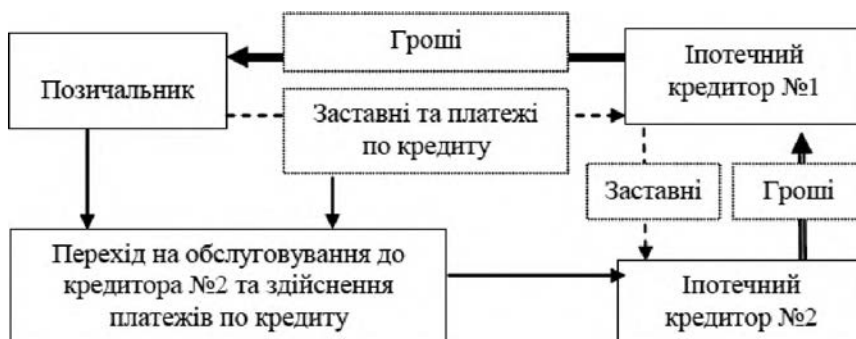 Гроші
Позичальник
Іпотечний
кредитор №1
Заставні та платежі
по кредиту
Заставні
Гроші
Перехід на обслуговування до
кредитора №2 та здійснення
платежів по кредиту
Іпотечний
кредитор №2